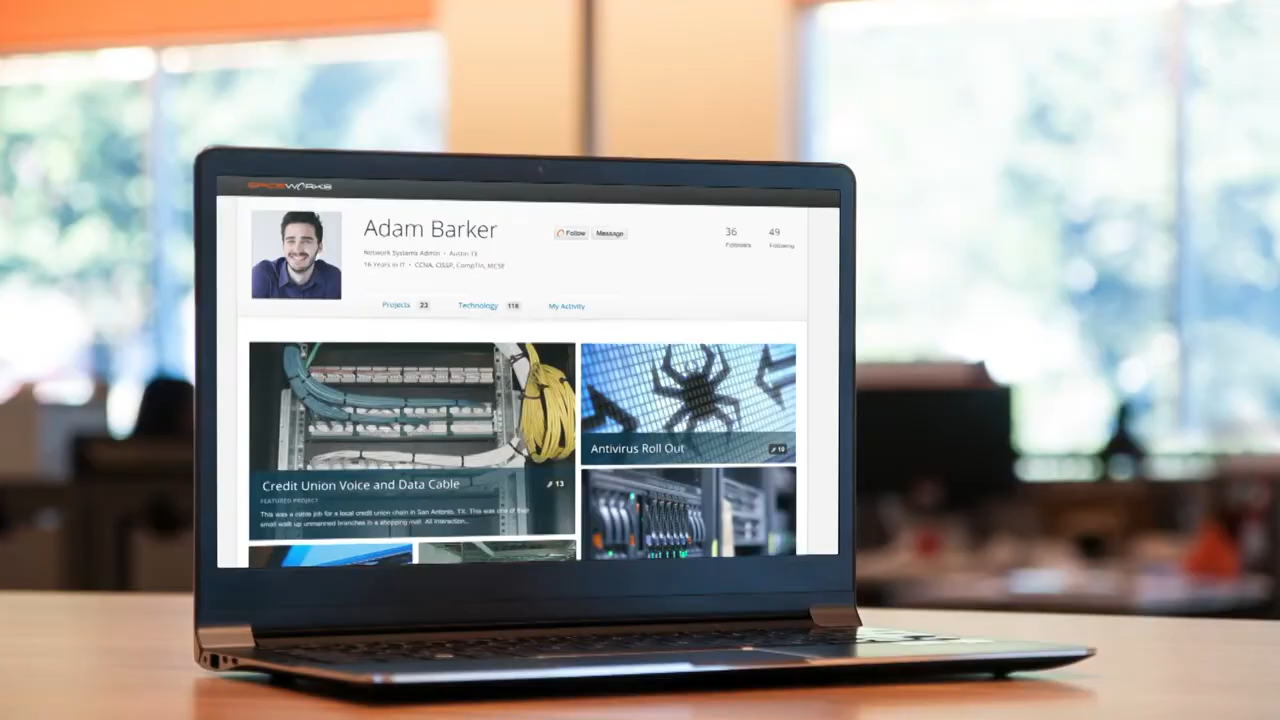 SPICEWORKS
Adam Barker
Follow
Message
36
Followers
49
Following
Network Systems Admin • Austin TX
16 Years in IT • CCNA, CISSP, CompTIA, MCSE
Projects 23
Technology 118
My Activity
Antivirus Roll Out
10
Credit Union Voice and Data Cable
13
FEATURED PROJECT
This was a cable job for a local credit union chain in San Antonio, TX. This was one of their
small walk up unmanned branches in a shopping mall. All interaction...